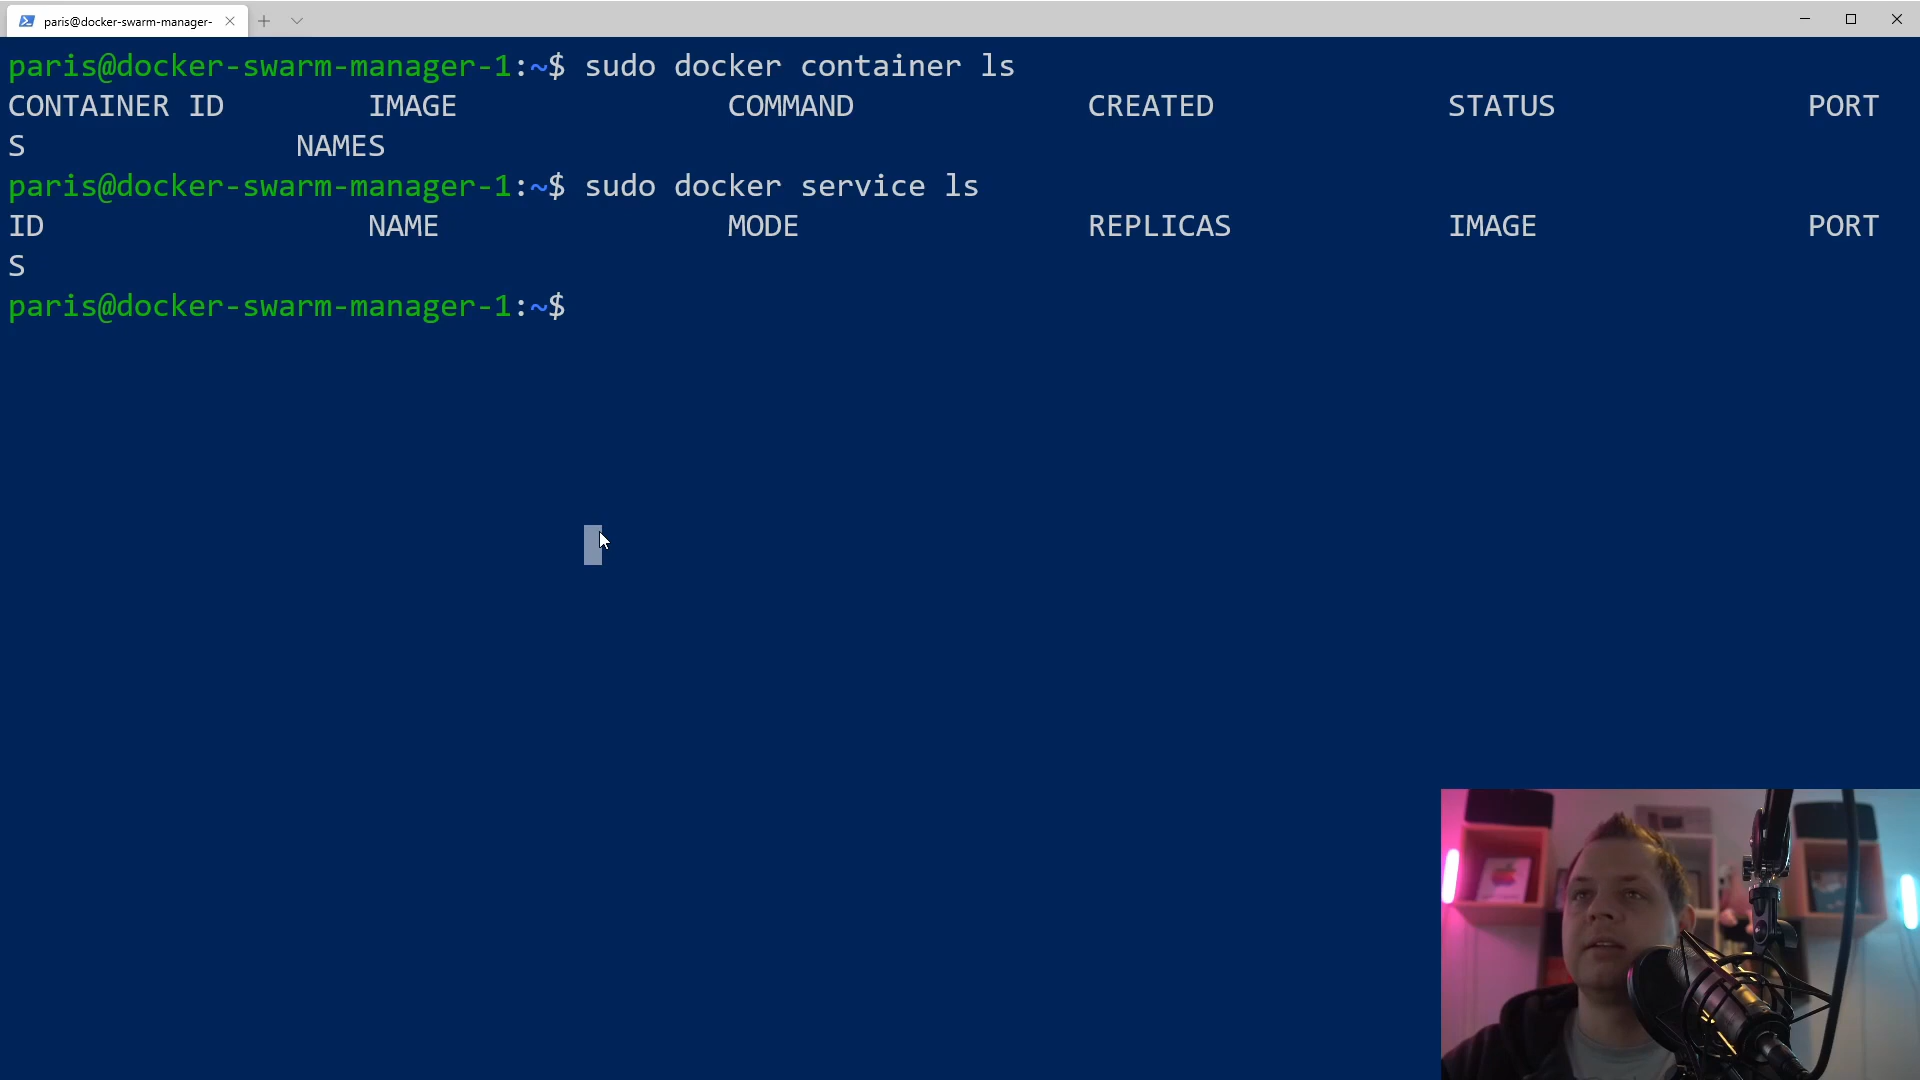 paris@docker-swarm-manager-
paris@docker-swarm-manager-1:~$ sudo docker container ls
CONTAINER ID        IMAGE               COMMAND             CREATED             STATUS              PORT
S               NAMES
paris@docker-swarm-manager-1:~$ sudo docker service ls
ID                  NAME                MODE                REPLICAS            IMAGE               PORT
S
paris@docker-swarm-manager-1:~$